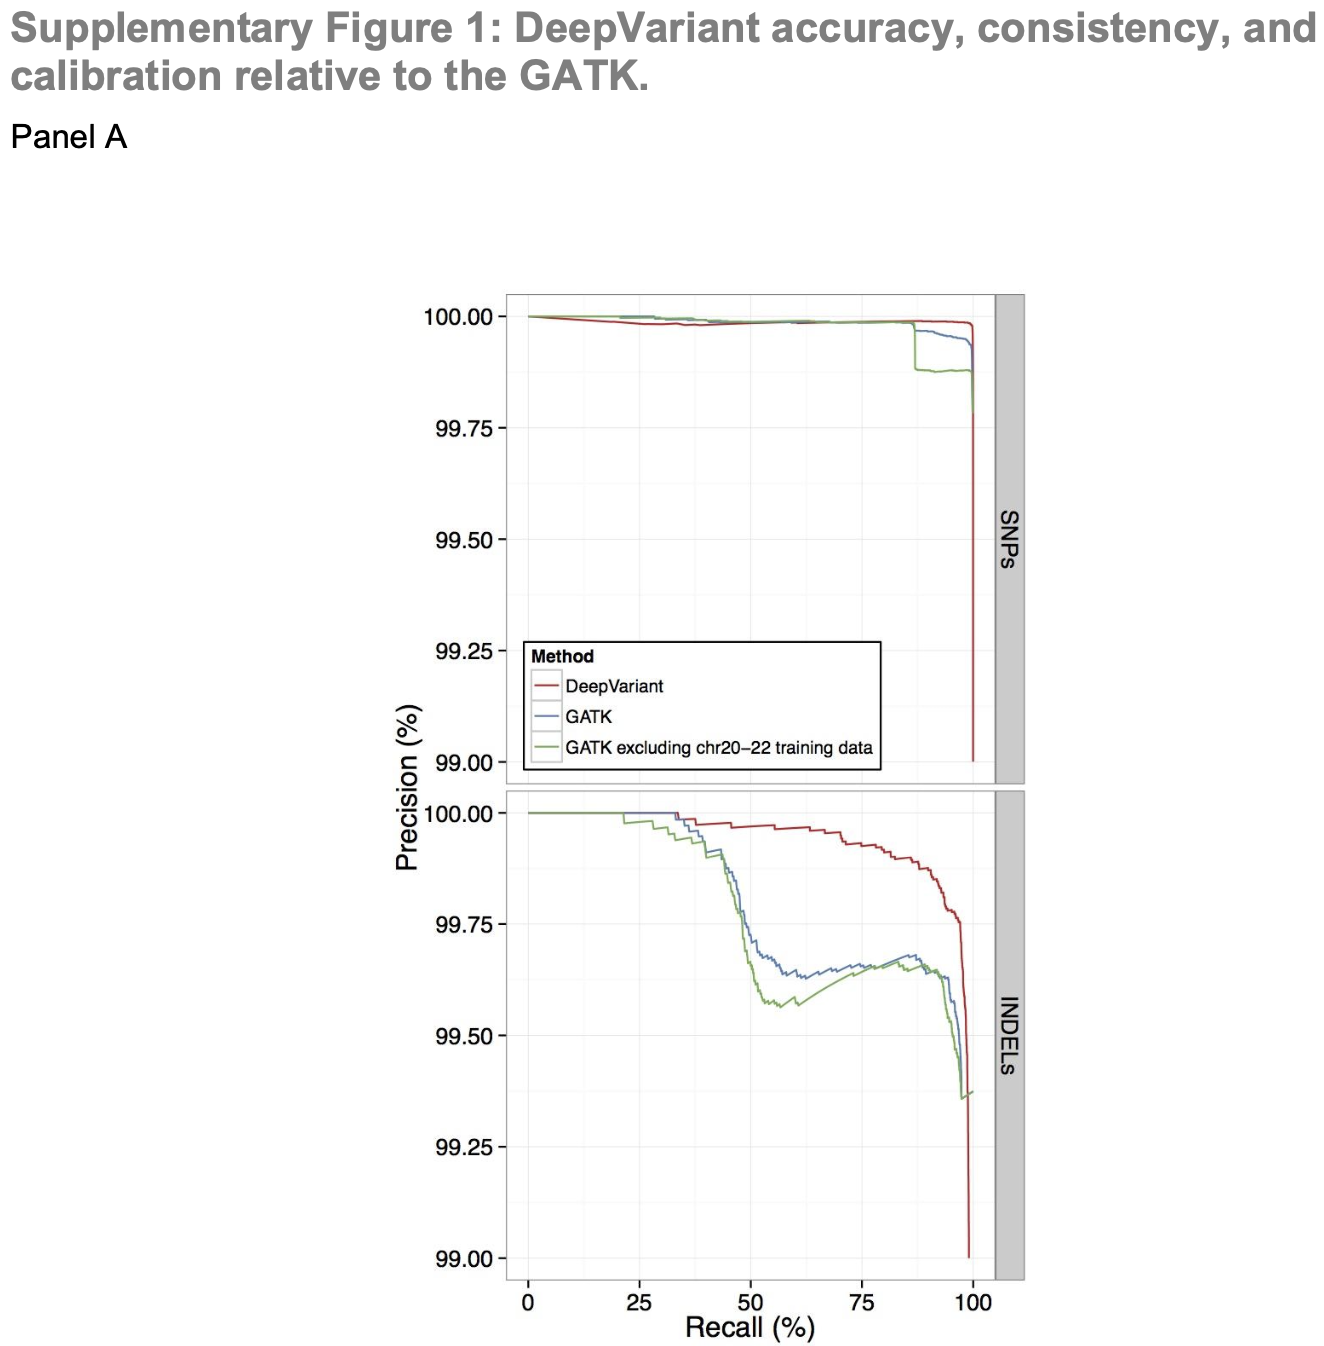 Supplementary Figure 1: DeepVariant accuracy, consistency, and
calibration relative to the GATK.
Panel A
Precision (%)
100.00
99.75
99.50
99.25
99.00
SNPs
Method
DeepVariant
GATK
GATK excluding chr20–22 training data
100.00
99.75
99.50
99.25
99.00
INDELs
0 25 50 75 100
Recall (%)